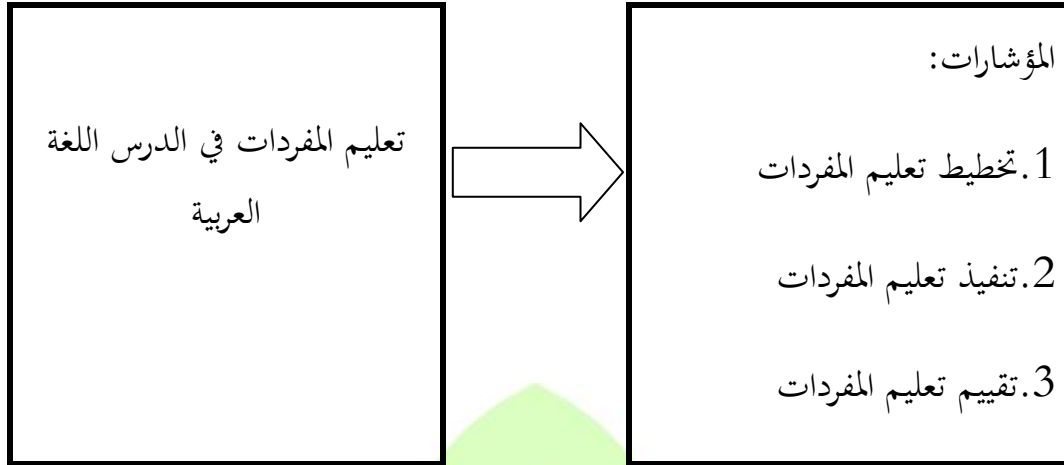 تعليم المفردات في الدرس اللغة
العربية
المؤشارات:
1.تخطيط تعليم المفردات
2.تنفيذ تعليم المفردات
3.تقييم تعليم المفردات